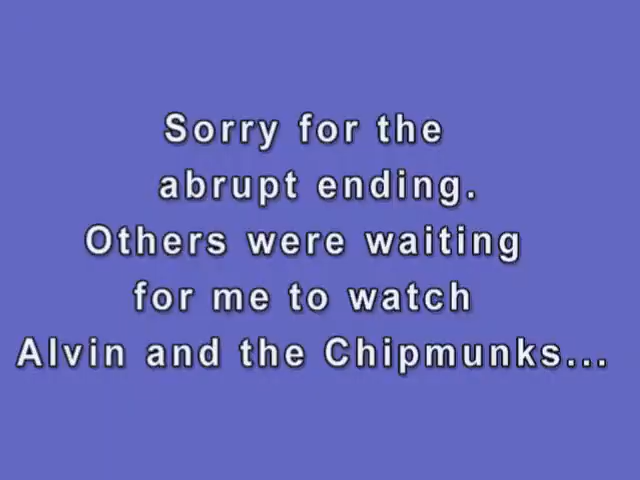 Sorry for the
abrupt ending.
Others were waiting
for me to watch
Alvin and the Chipmunks...